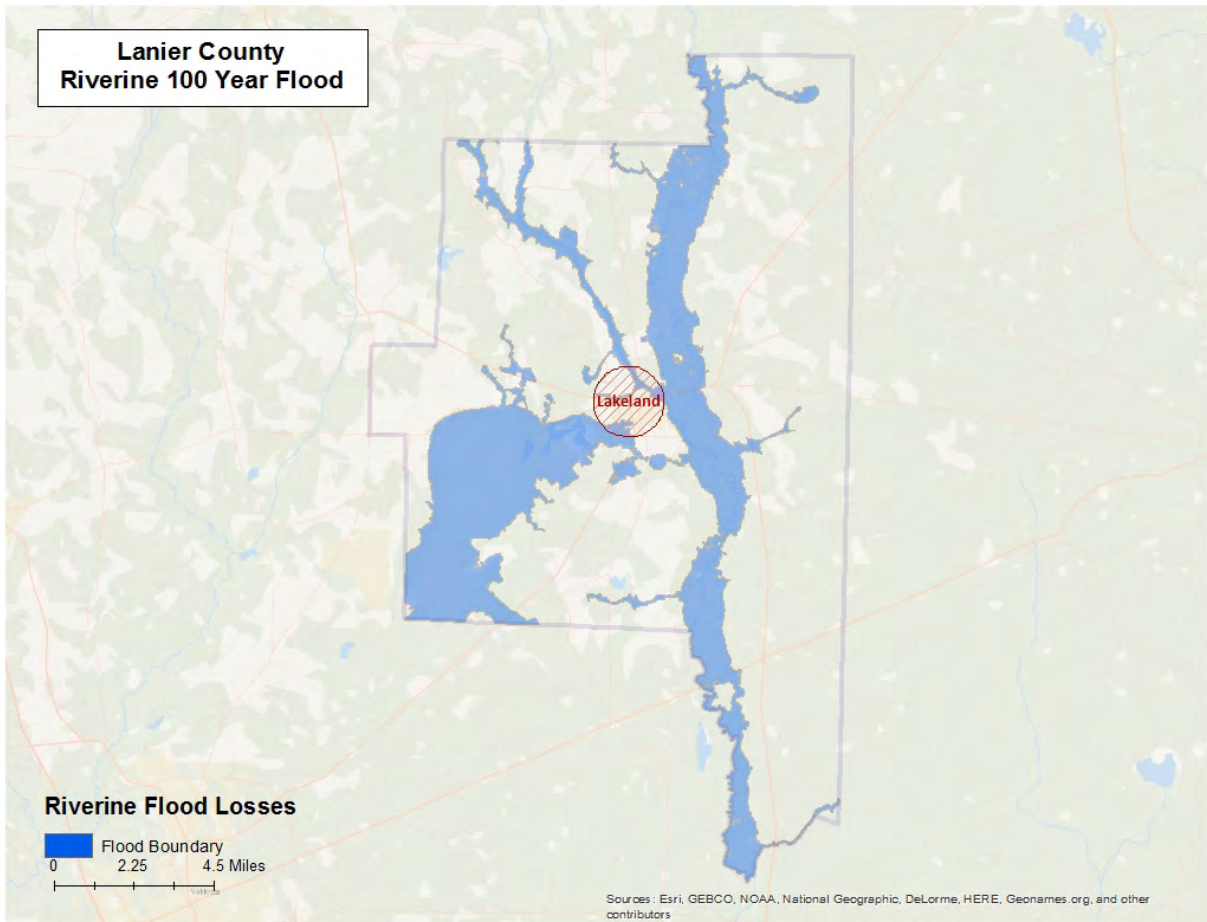 Lanier County
Riverine 100 Year Flood
Lakeland
Riverine Flood Losses
Flood Boundary
0 2.25 4.5 Miles
Sources: Esri, GEBCO, NOAA, National Geographic, DeLorme, HERE, Geonames.org, and other
contributors